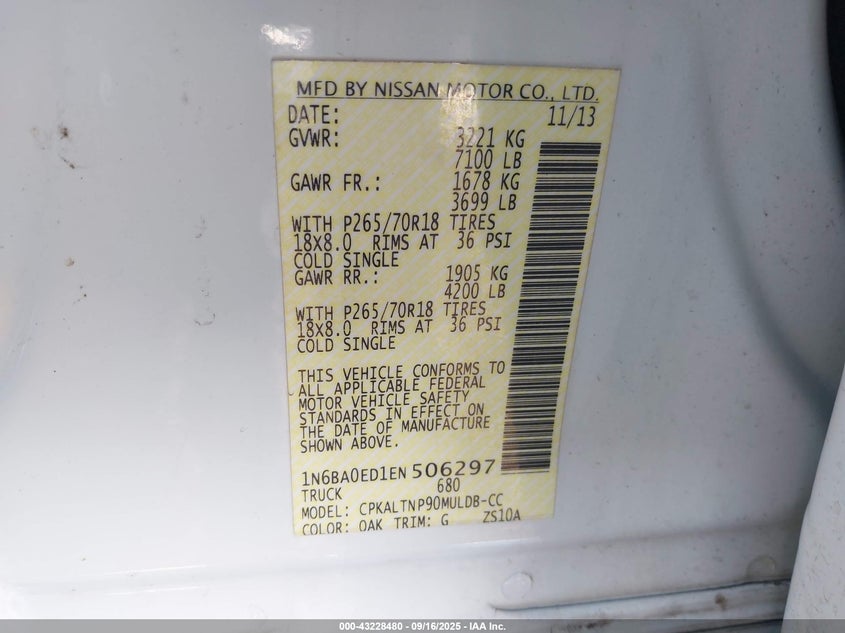 MFD BY NISSAN MOTOR CO., LTD.
DATE: 11/13
GVWR: 3221 KG
7100 LB
GAWR FR.: 1678 KG
3699 LB
WITH P265/70R18 TIRES
18X8.0 RIMS AT 36 PSI
COLD SINGLE
GAWR RR.: 1905 KG
4200 LB
WITH P265/70R18 TIRES
18X8.0 RIMS AT 36 PSI
COLD SINGLE
THIS VEHICLE CONFORMS TO
ALL APPLICABLE FEDERAL
MOTOR VEHICLE SAFETY
STANDARDS IN EFFECT ON
THE DATE OF MANUFACTURE
SHOWN ABOVE.
1N6BA0ED1EN506297
TRUCK 680
MODEL: CPKALTNP90MULDB-CC
COLOR: QAK TRIM: G ZS10A
000-43228480 - 09/16/2025 - IAA Inc.